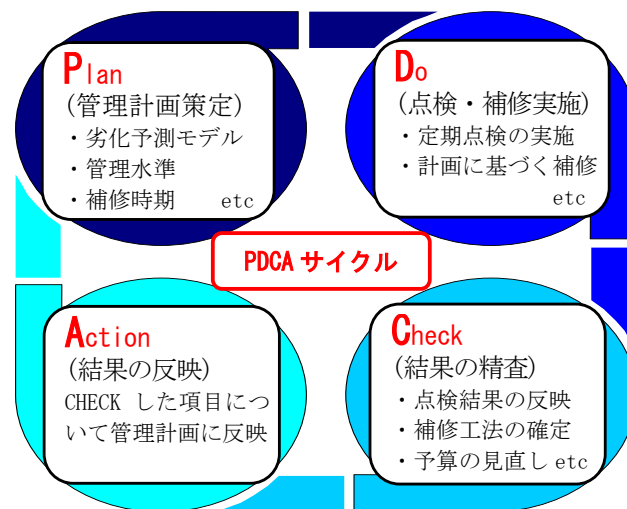 Plan
(管理計画策定)
・劣化予測モデル
・管理水準
・補修時期 etc
Do
(点検・補修実施)
・定期点検の実施
・計画に基づく補修
etc
PDCA サイクル
Action
(結果の反映)
CHECK した項目につ
いて管理計画に反映
Check
(結果の精査)
・点検結果の反映
・補修工法の確定
・予算の見直し etc